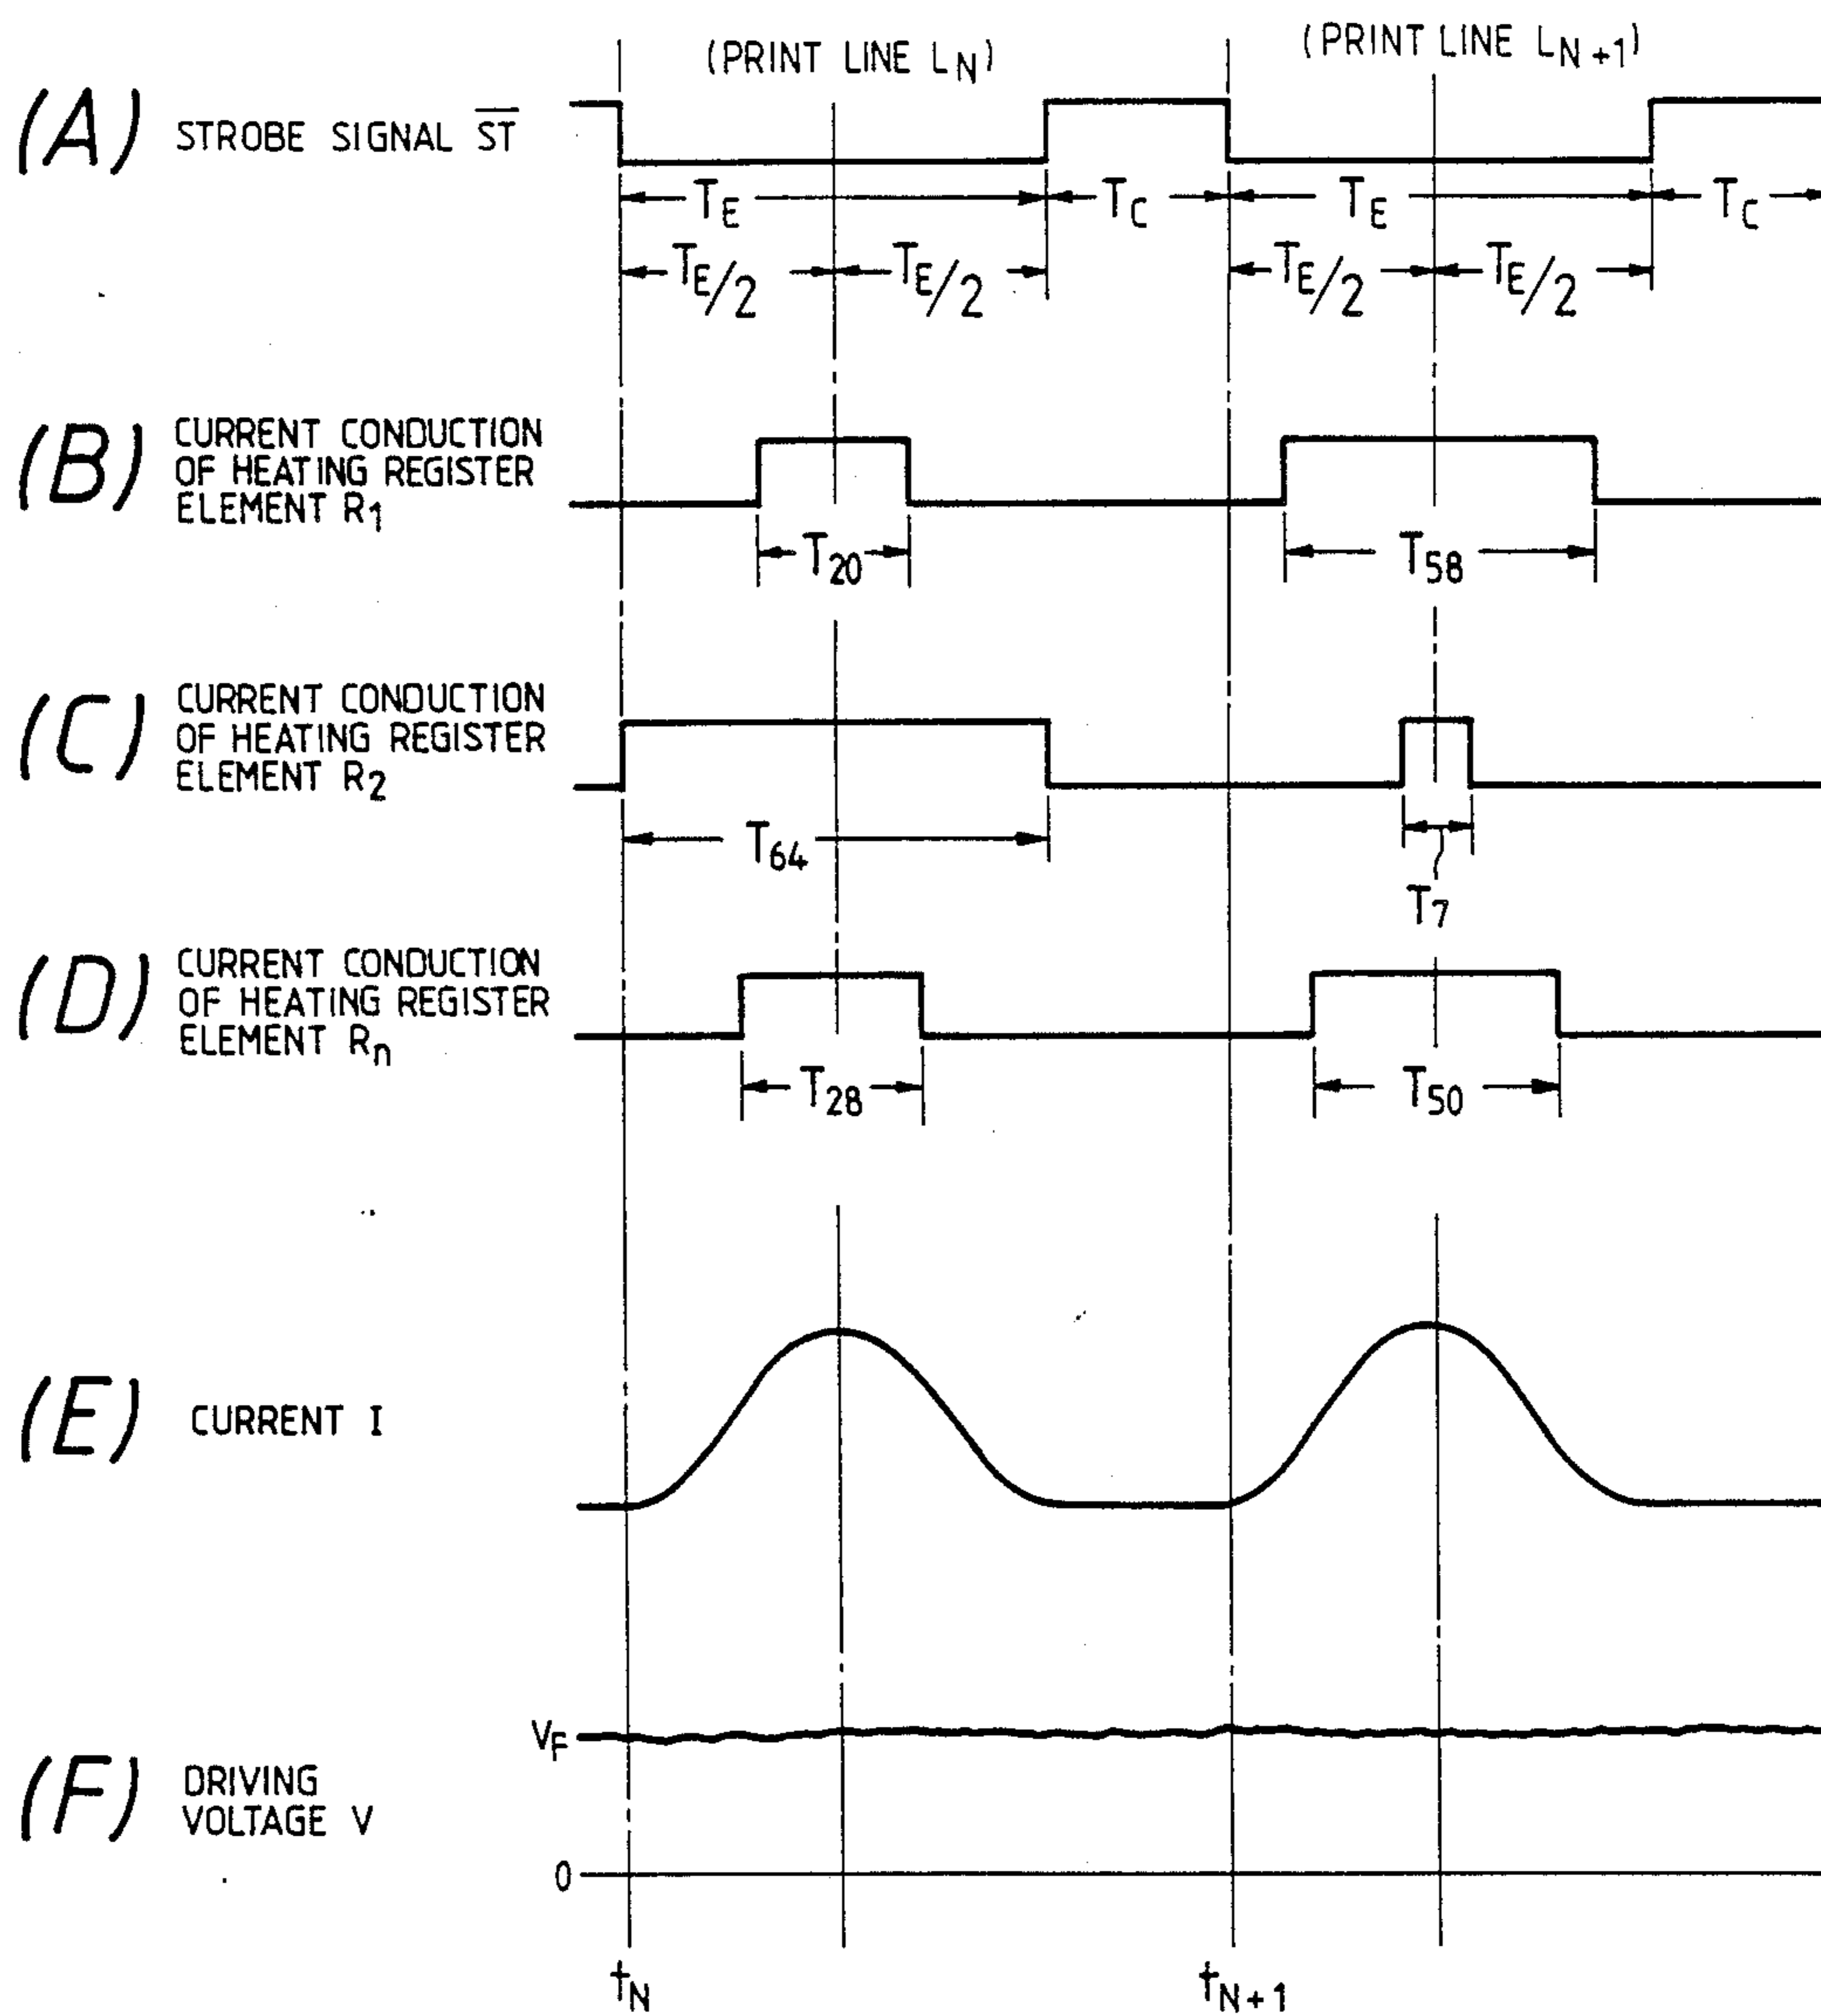 (PRINT LINE L_N) (PRINT LINE L_N+1)
(A) STROBE SIGNAL S̅T̅
T_E T_C T_E T_C
T_E/2 T_E/2 T_E/2 T_E/2
(B) CURRENT CONDUCTION
OF HEATING REGISTER
ELEMENT R_1
T_20 T_58
(C) CURRENT CONDUCTION
OF HEATING REGISTER
ELEMENT R_2
T_64
T_7
(D) CURRENT CONDUCTION
OF HEATING REGISTER
ELEMENT R_n
T_28 T_50
(E) CURRENT I
V_F
(F) DRIVING
VOLTAGE V
0
t_N t_N+1